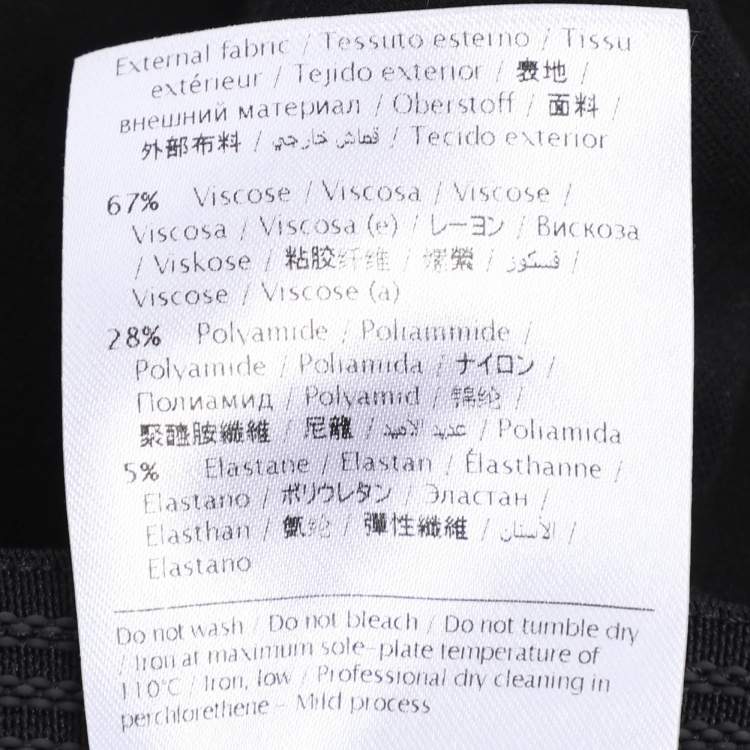 External fabric / Tessuto esterno / Tissu
extérieur / Tejido exterior / 表地 /
внешний материал / Oberstoff / 面料 /
外部布料 / قماش خارجي / Tecido exterior
67% Viscose / Viscosa / Viscose /
Viscosa / Viscosa (e) / レーヨン / Вискоза
/ Viskose / 粘胶纤维 / 螺縈 / فسكوز /
Viscose / Viscose (a)
28% Polyamide / Poliammide /
Polyamide / Poliamida / ナイロン /
Полиамид / Polyamid / 锦纶 /
聚醯胺纖維 / 尼龍 / عديد الاميد / Poliamida
5% Elastane / Elastan / Élasthanne /
Elastano / ポリウレタン / Эластан /
Elasthan / 氨纶 / 彈性纖維 / الأستان /
Elastano
Do not wash / Do not bleach / Do not tumble dry
/ Iron at maximum sole-plate temperature of
110°C / Iron, low / Professional dry cleaning in
perchlorethene - Mild process